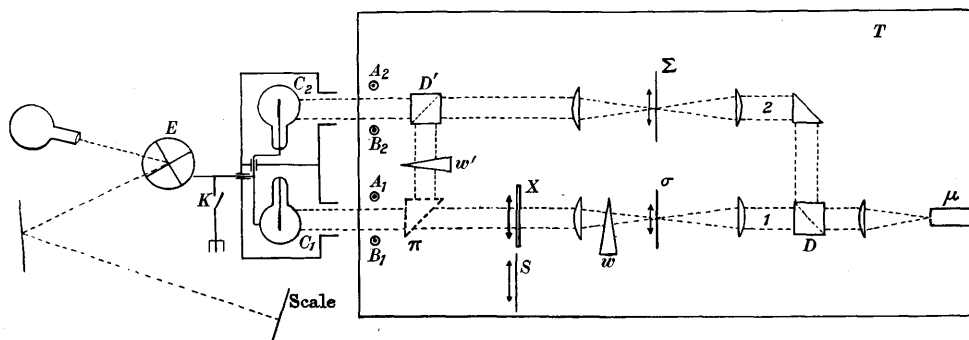 T
C₂
A₂
D'
Σ
2
E
B₂
w'
K
A₁
X
σ
1
μ
C₁
B₁
π
S
w
D
Scale